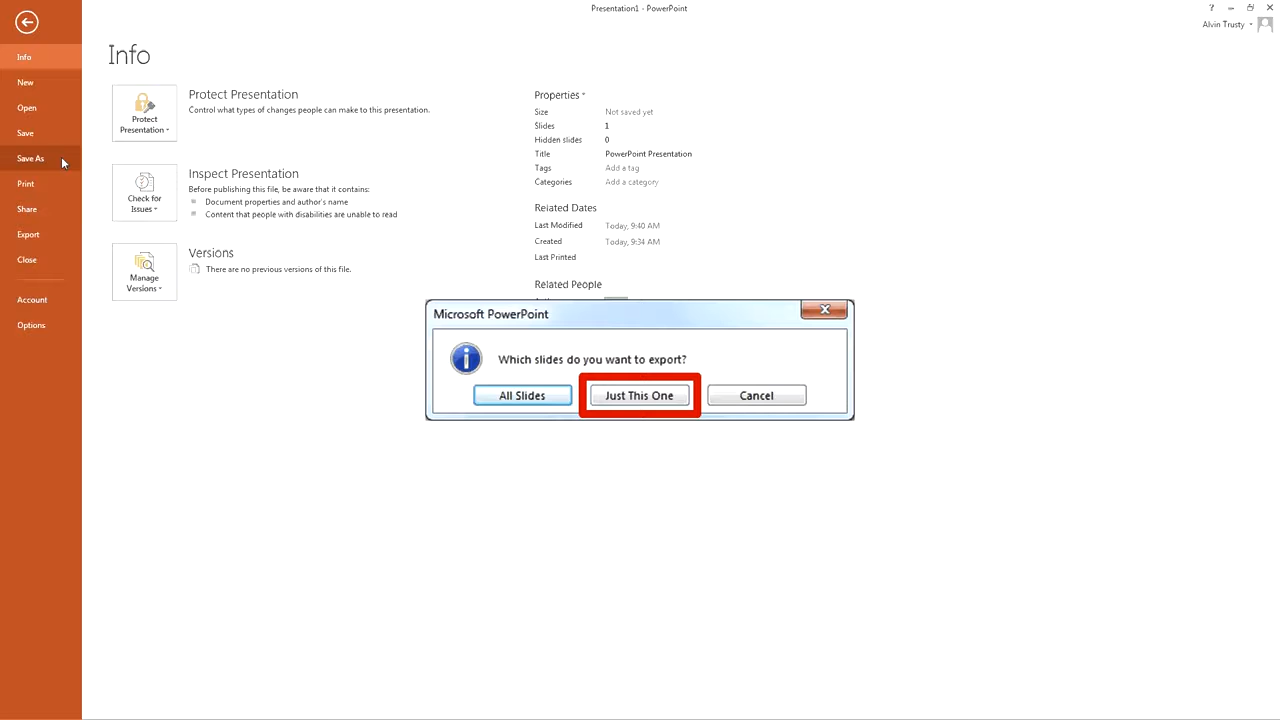 Presentation1 - PowerPoint
?
Alvin Trusty
Info
New
Open
Save
Save As
Print
Share
Export
Close
Account
Options
Info
Protect
Presentation
Protect Presentation
Control what types of changes people can make to this presentation.
Check for
Issues
Inspect Presentation
Before publishing this file, be aware that it contains:
Document properties and author's name
Content that people with disabilities are unable to read
Manage
Versions
Versions
There are no previous versions of this file.
Properties
Size Not saved yet
Slides 1
Hidden slides 0
Title PowerPoint Presentation
Tags Add a tag
Categories Add a category
Related Dates
Last Modified Today, 9:40 AM
Created Today, 9:34 AM
Last Printed
Related People
Microsoft PowerPoint
Which slides do you want to export?
All Slides
Just This One
Cancel